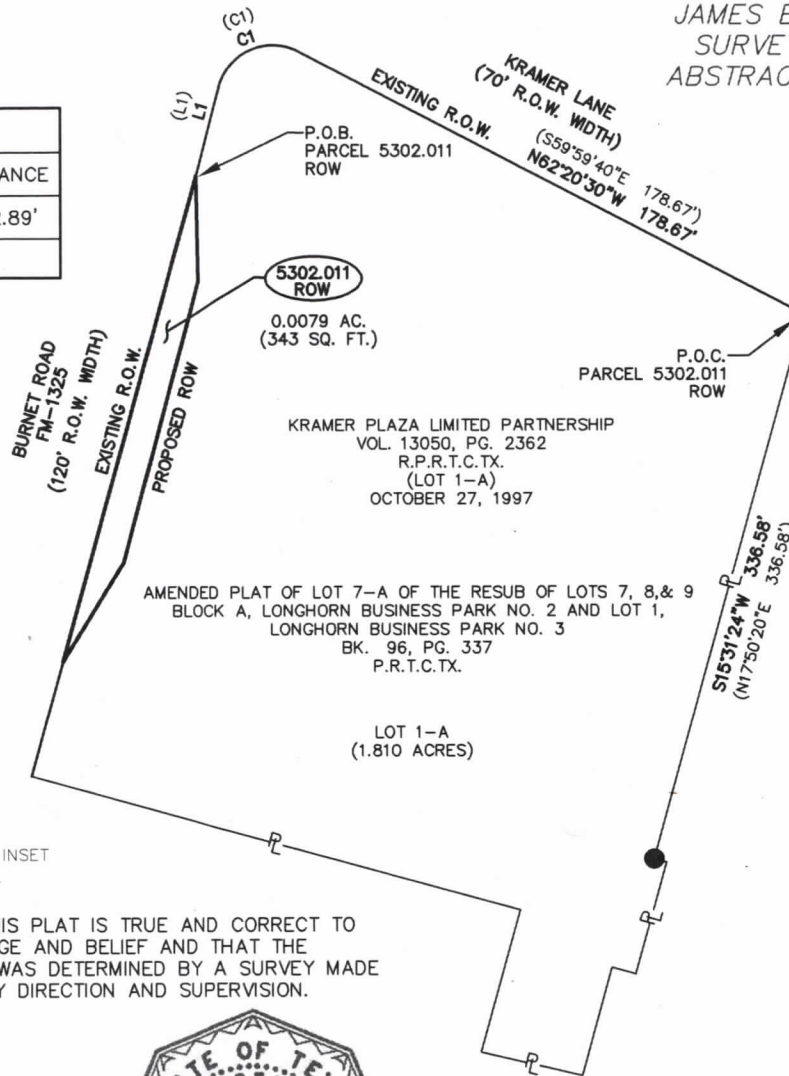 JAMES
SURVE
ABSTRAC
ANCE
.89'
(C1)
C1
(L1)
L1
KRAMER LANE
(70' R.O.W. WIDTH)
EXISTING R.O.W.
(S59°59'40"E 178.67')
N62°20'30"W 178.67'
P.O.B.
PARCEL 5302.011
ROW
5302.011
ROW
0.0079 AC.
(343 SQ. FT.)
BURNET ROAD
FM-1325
(120' R.O.W. WIDTH)
EXISTING R.O.W.
PROPOSED ROW
P.O.C.
PARCEL 5302.011
ROW
KRAMER PLAZA LIMITED PARTNERSHIP
VOL. 13050, PG. 2362
R.P.R.T.C.TX.
(LOT 1-A)
OCTOBER 27, 1997
S15°31'24"W 336.58'
(N17°50'20"E 336.58')
PL
AMENDED PLAT OF LOT 7-A OF THE RESUB OF LOTS 7, 8,& 9
BLOCK A, LONGHORN BUSINESS PARK NO. 2 AND LOT 1,
LONGHORN BUSINESS PARK NO. 3
BK. 96, PG. 337
P.R.T.C.TX.
LOT 1-A
(1.810 ACRES)
PL
PL
PL
INSET
IS PLAT IS TRUE AND CORRECT TO
GE AND BELIEF AND THAT THE
WAS DETERMINED BY A SURVEY MADE
Y DIRECTION AND SUPERVISION.
TE OF TE